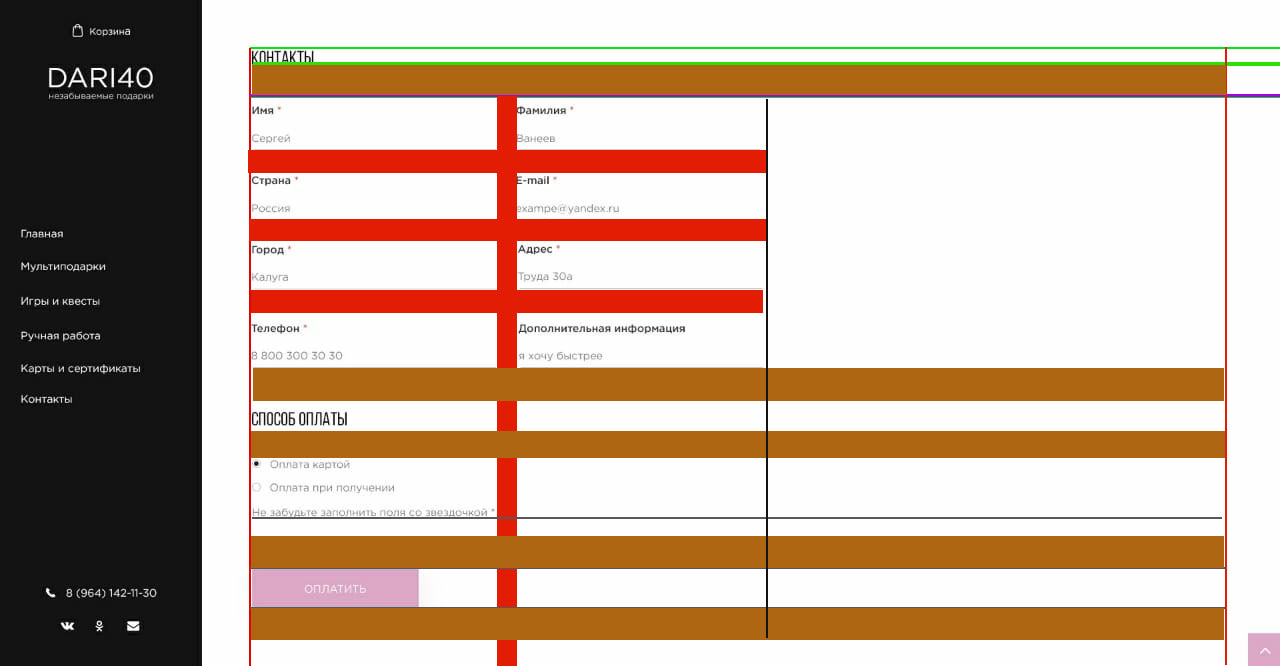 Корзина
DARI40
незабываемые подарки
Главная
Мультиподарки
Игры и квесты
Ручная работа
Карты и сертификаты
Контакты
8 (964) 142-11-30
КОНТАКТЫ
Имя * Фамилия *
Сергей Ванеев
Страна * E-mail *
Россия exampe@yandex.ru
Город * Адрес *
Калуга Труда 30а
Телефон * Дополнительная информация
8 800 300 30 30 я хочу быстрее
СПОСОБ ОПЛАТЫ
Оплата картой
Оплата при получении
Не забудьте заполнить поля со звездочкой *
ОПЛАТИТЬ